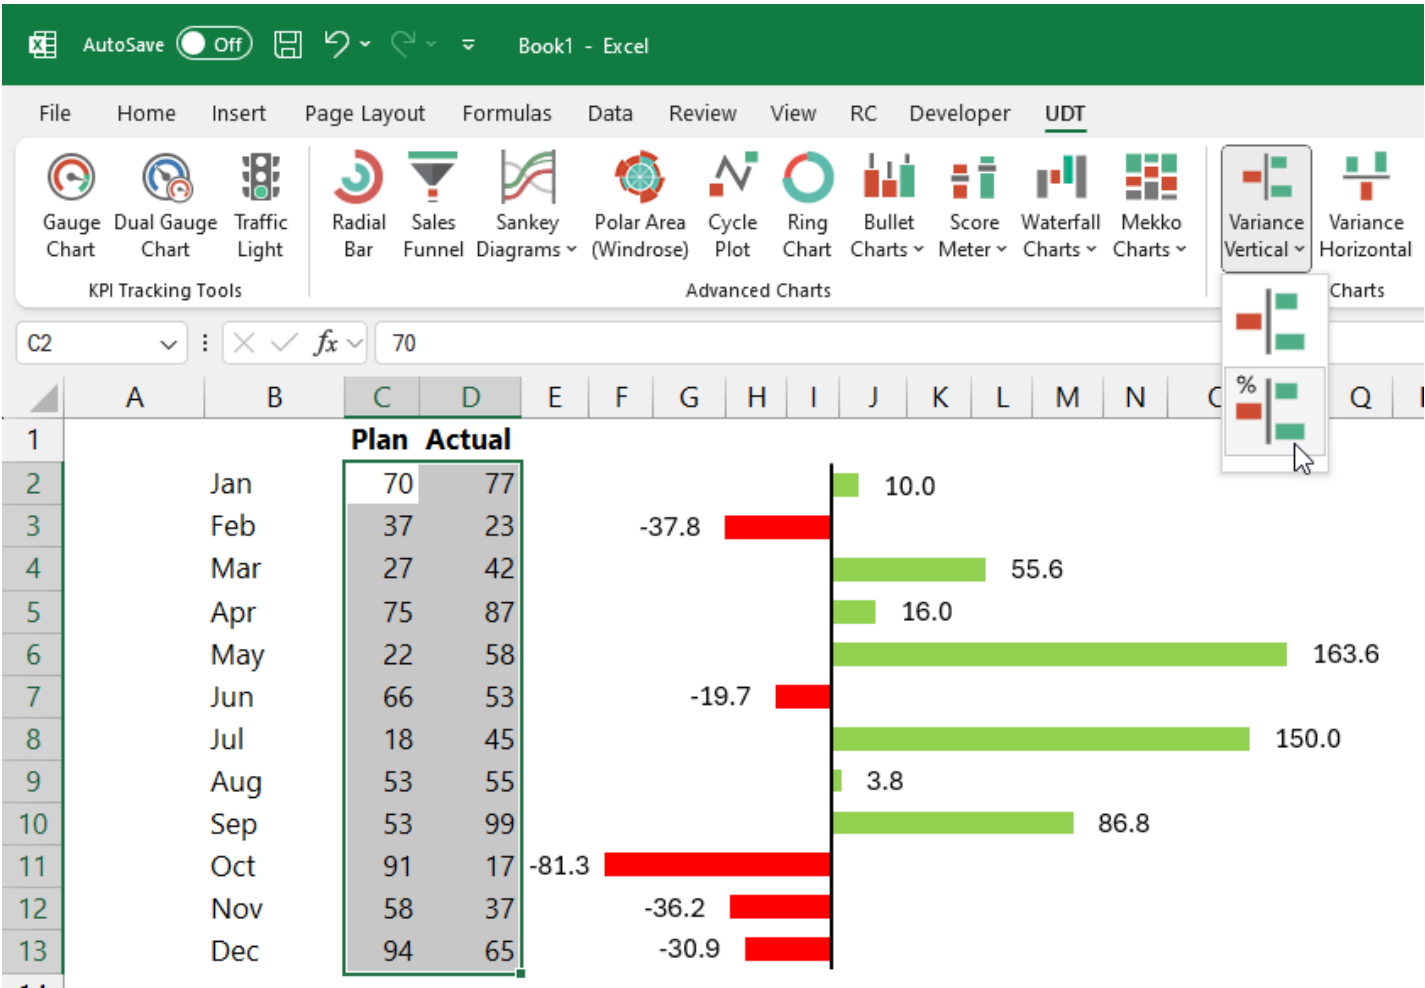 AutoSave Off Book1 - Excel
File Home Insert Page Layout Formulas Data Review View RC Developer UDT
Gauge Dual Gauge Traffic Radial Sales Sankey Polar Area Cycle Ring Bullet Score Waterfall Mekko Variance Variance
Chart Chart Light Bar Funnel Diagrams (Windrose) Plot Chart Charts Meter Charts Charts Vertical Horizontal
KPI Tracking Tools Advanced Charts Charts
C2 fx 70
%
A B C D E F G H I J K L M N Q
1 Plan Actual
2 Jan 70 77 10.0
3 Feb 37 23 -37.8
4 Mar 27 42 55.6
5 Apr 75 87 16.0
6 May 22 58 163.6
7 Jun 66 53 -19.7
8 Jul 18 45 150.0
9 Aug 53 55 3.8
10 Sep 53 99 86.8
11 Oct 91 17 -81.3
12 Nov 58 37 -36.2
13 Dec 94 65 -30.9